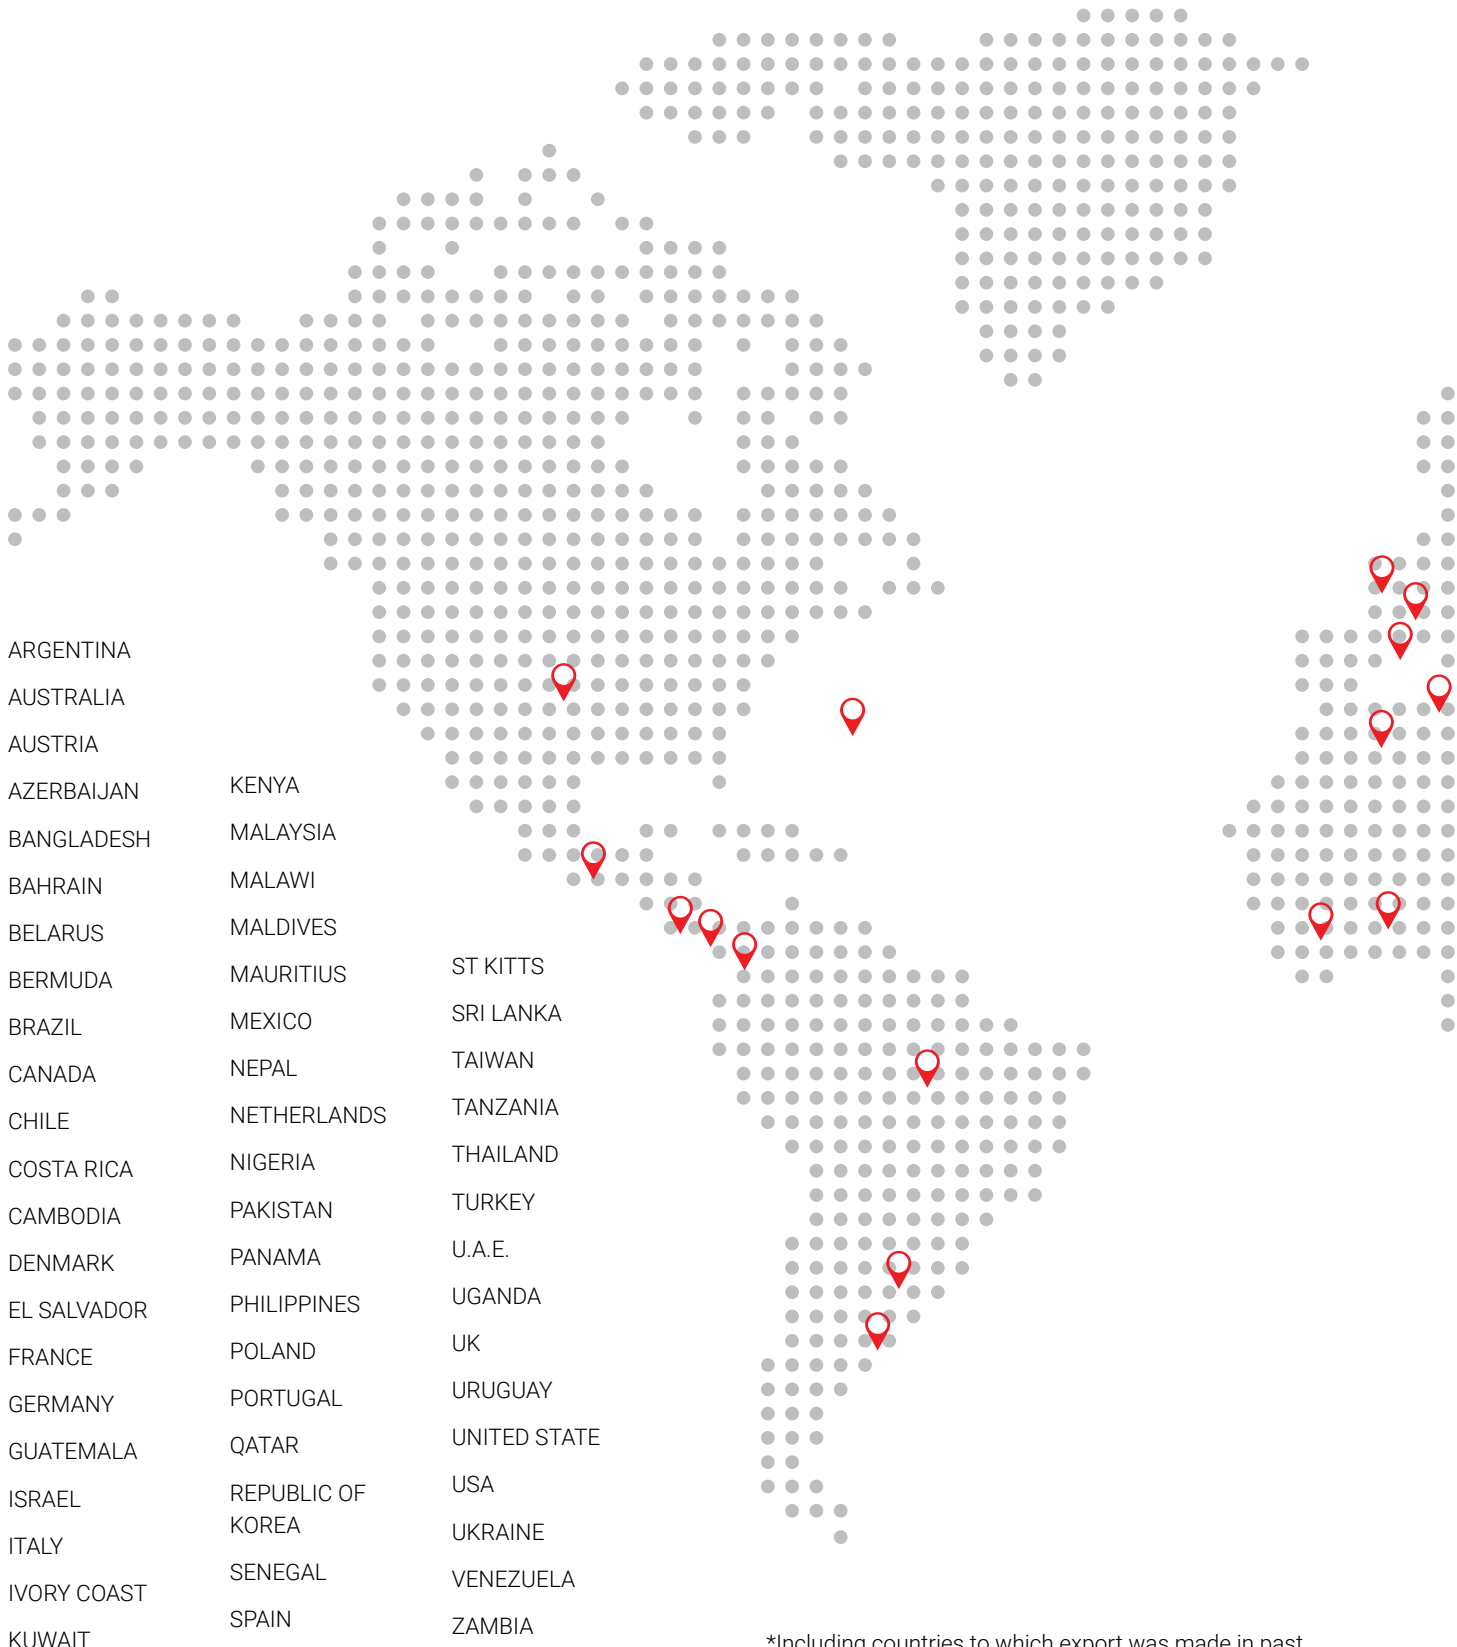 ARGENTINA
AUSTRALIA
AUSTRIA
AZERBAIJAN
BANGLADESH
BAHRAIN
BELARUS
BERMUDA
BRAZIL
CANADA
CHILE
COSTA RICA
CAMBODIA
DENMARK
EL SALVADOR
FRANCE
GERMANY
GUATEMALA
ISRAEL
ITALY
IVORY COAST
KUWAIT
KENYA
MALAYSIA
MALAWI
MALDIVES
MAURITIUS
MEXICO
NEPAL
NETHERLANDS
NIGERIA
PAKISTAN
PANAMA
PHILIPPINES
POLAND
PORTUGAL
QATAR
REPUBLIC OF
KOREA
SENEGAL
SPAIN
ST KITTS
SRI LANKA
TAIWAN
TANZANIA
THAILAND
TURKEY
U.A.E.
UGANDA
UK
URUGUAY
UNITED STATE
USA
UKRAINE
VENEZUELA
ZAMBIA
*Including countries to which export was made in past